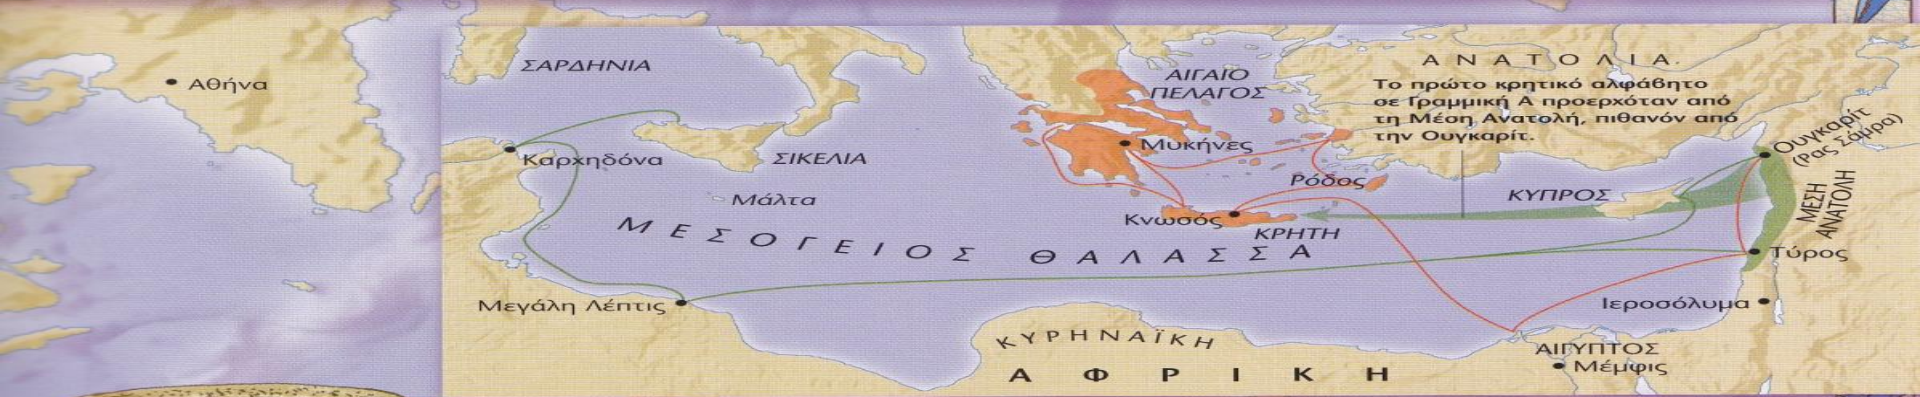 Αθήνα
ΣΑΡΔΗΝΙΑ
Καρχηδόνα
ΣΙΚΕΛΙΑ
Μάλτα
ΜΕΣΟΓΕΙΟΣ ΘΑΛΑΣΣΑ
Μεγάλη Λέπτις
ΑΙΓΑΙΟ
ΠΕΛΑΓΟΣ
Μυκήνες
Ρόδος
Κνωσός
ΚΡΗΤΗ
ΑΝΑΤΟΛΙΑ.
Το πρώτο κρητικό αλφάβητο
σε Γραμμική Α προερχόταν από
τη Μέση Ανατολή, πιθανόν από
την Ουγκαρίτ.
ΚΥΠΡΟΣ
Ουγκαρίτ
(Ρας Σάμρα)
ΜΕΣΗ
ΑΝΑΤΟΛΗ
Τύρος
Ιεροσόλυμα
ΚΥΡΗΝΑΪΚΗ
ΑΦΡΙΚΗ
ΑΙΓΥΠΤΟΣ
Μέμφις